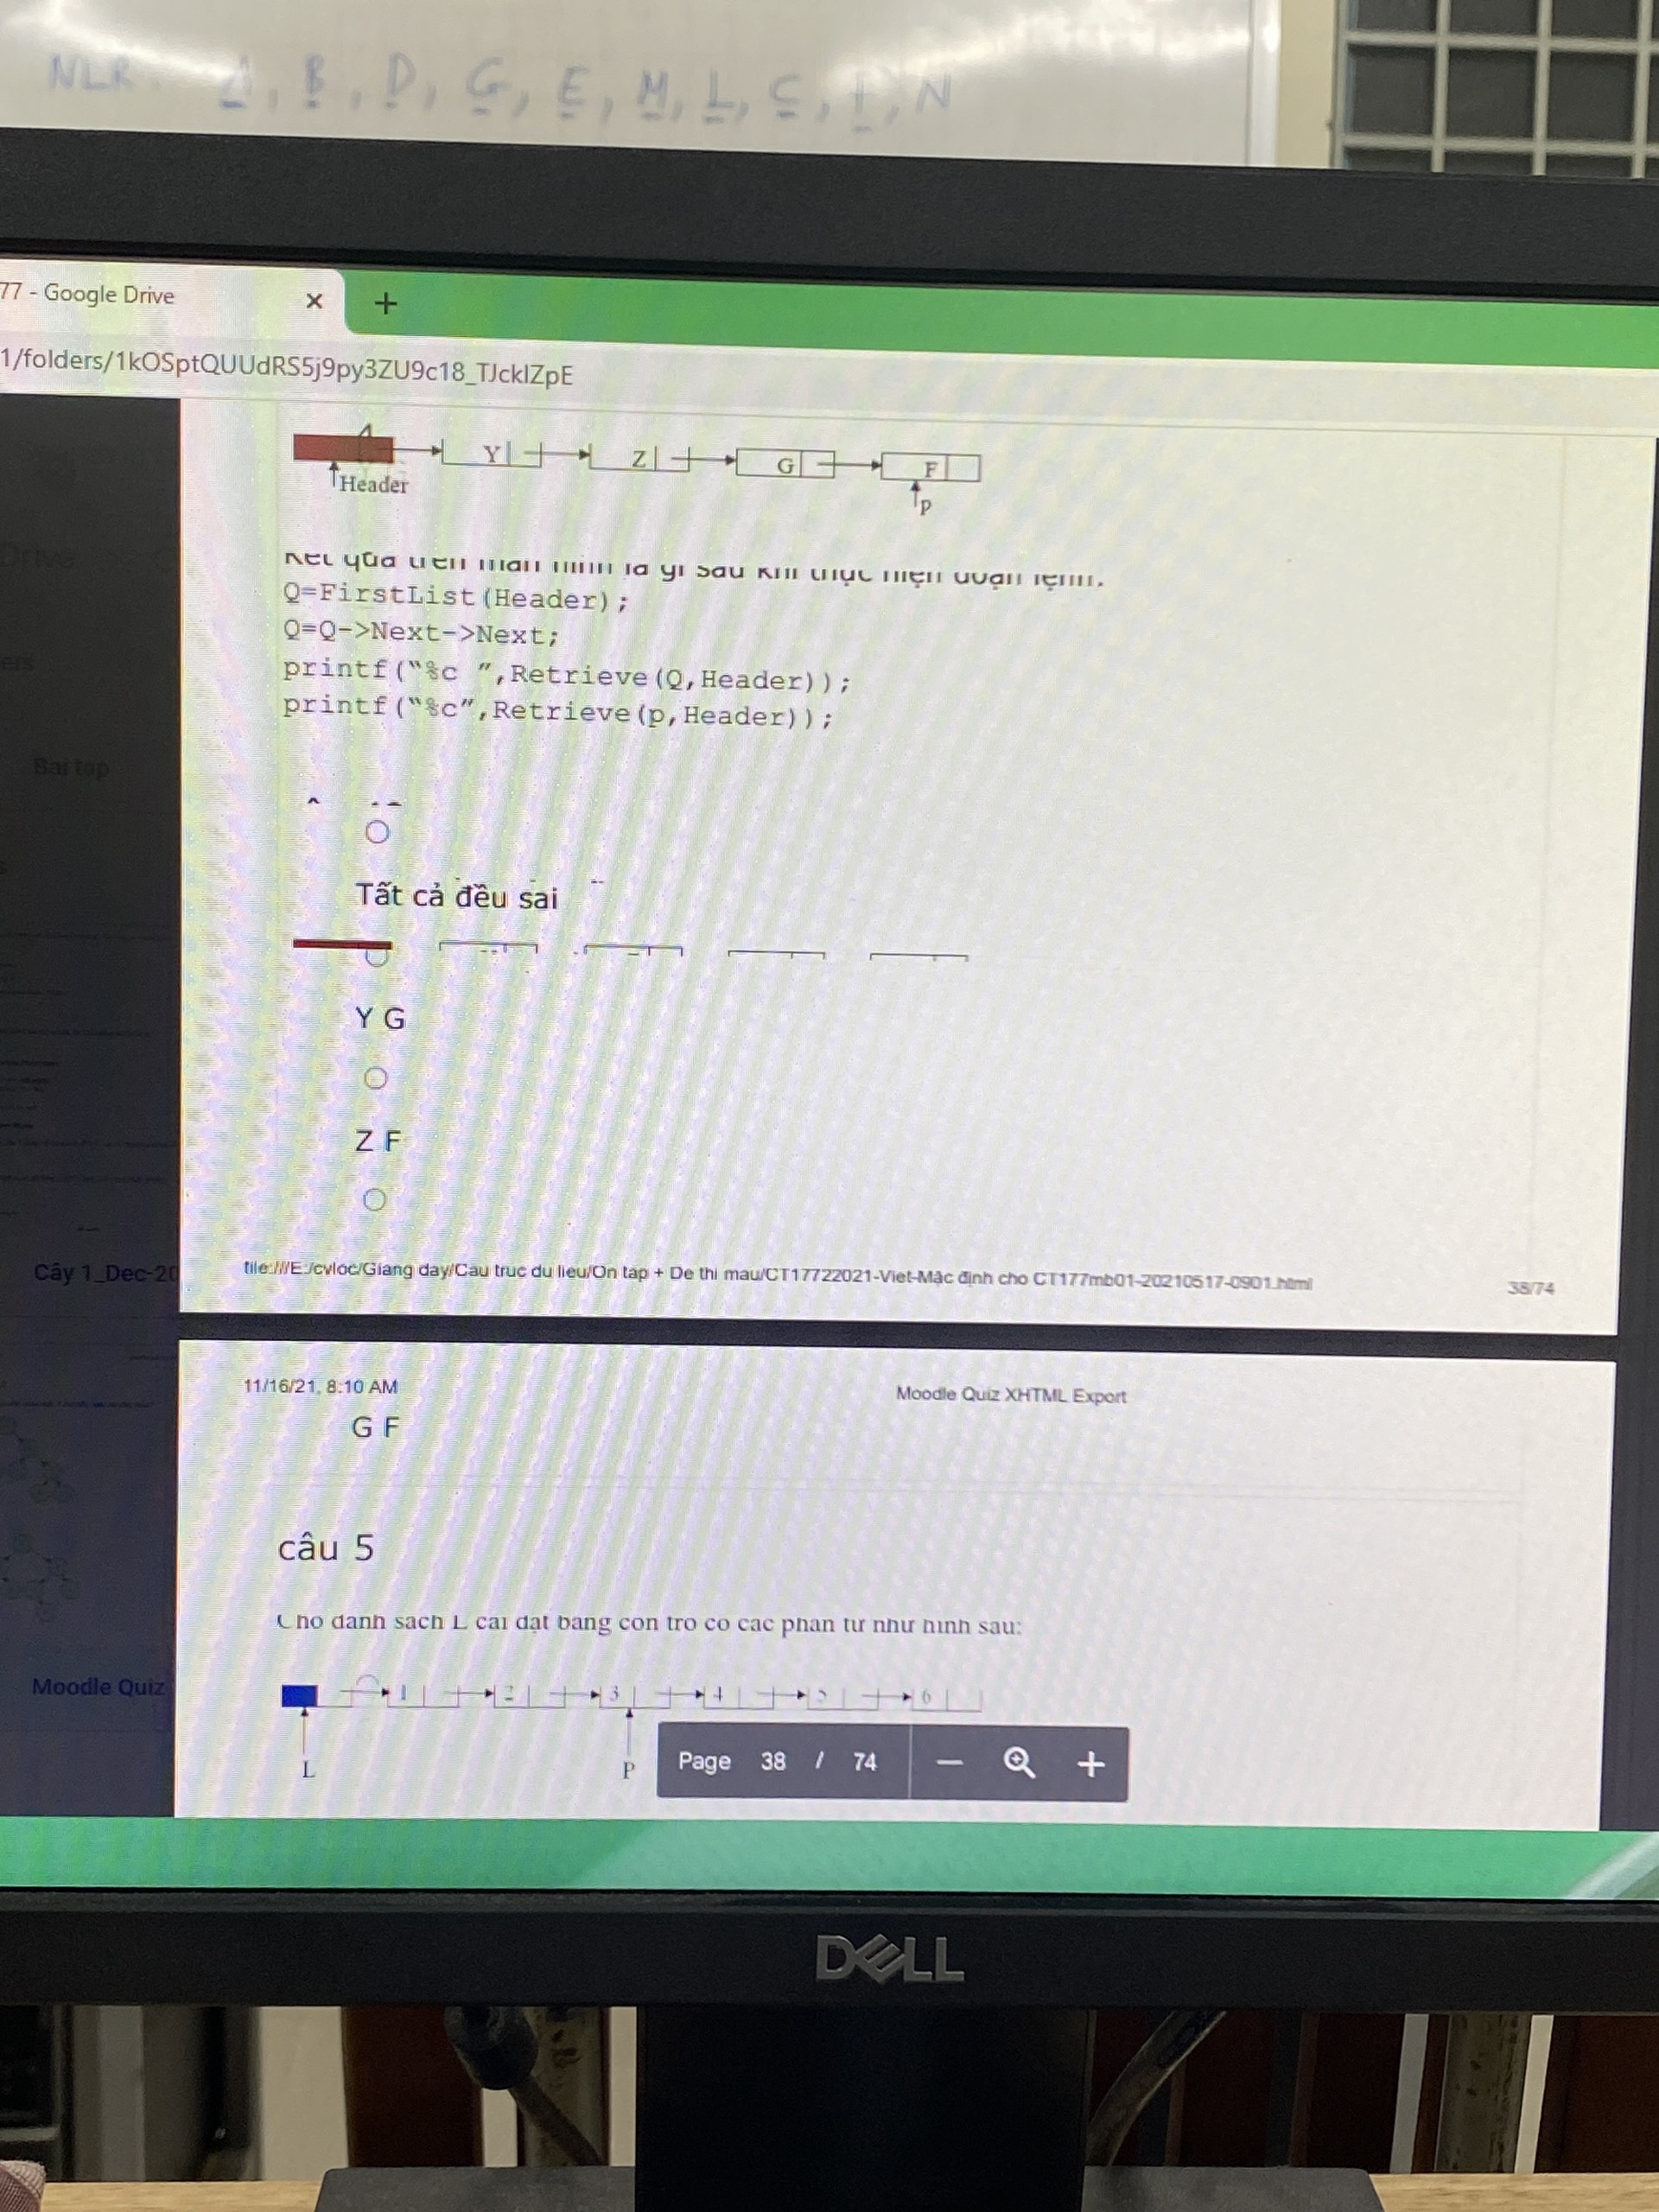 NLR: A, B, D, G, E, M, L, C, I, N
77 - Google Drive
1/folders/1kOSptQUUdRS5j9py3ZU9c18_TJcklZpE
Y Z G F
Header
p
Kết quả trên màn hình là gì sau khi thực hiện đoạn lệnh:
Q=FirstList(Header);
Q=Q->Next->Next;
printf("%c ",Retrieve(Q,Header));
printf("%c",Retrieve(p,Header));
Bai tap
Tất cả đều sai
Y G
Z F
Cây 1_Dec-20
file:///E:/cvloc/Giang day/Cau truc du lieu/On tap + De thi mau/CT17722021-Viet-Mặc định cho CT177mb01-20210517-0901.html
38/74
11/16/21, 8:10 AM
Moodle Quiz XHTML Export
G F
câu 5
Cho danh sách L cài đặt bằng con trỏ có các phần tử như hình sau:
Moodle Quiz
1 2 3 4 5 6
L P
Page 38 / 74
DELL